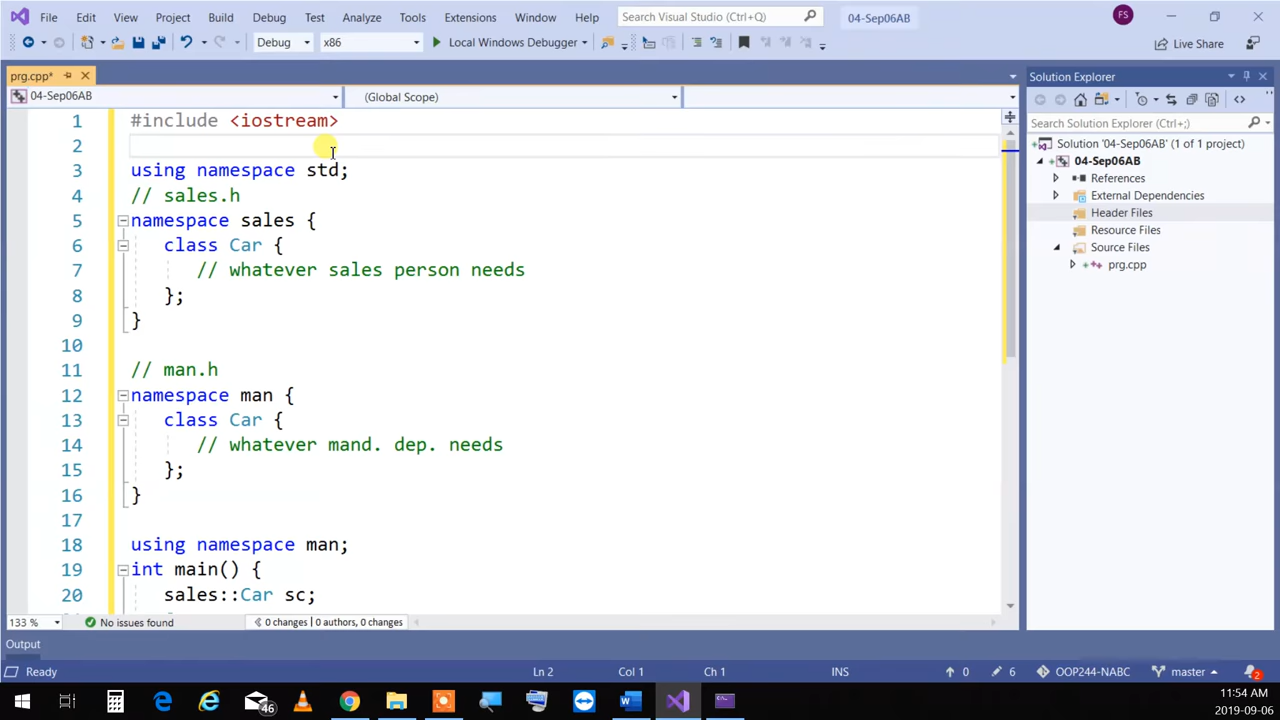 File Edit View Project Build Debug Test Analyze Tools Extensions Window Help Search Visual Studio (Ctrl+Q) 04-Sep06AB FS
Debug x86 Local Windows Debugger Live Share
prg.cpp* Solution Explorer
04-Sep06AB (Global Scope)
Search Solution Explorer (Ctrl+;)
Solution '04-Sep06AB' (1 of 1 project)
04-Sep06AB
References
External Dependencies
Header Files
Resource Files
Source Files
prg.cpp
1 #include <iostream>
2
3 using namespace std;
4 // sales.h
5 namespace sales {
6 class Car {
7 // whatever sales person needs
8 };
9 }
10
11 // man.h
12 namespace man {
13 class Car {
14 // whatever mand. dep. needs
15 };
16 }
17
18 using namespace man;
19 int main() {
20 sales::Car sc;
133 % No issues found 0 changes | 0 authors, 0 changes
Output
Ready Ln 2 Col 1 Ch 1 INS 0 6 OOP244-NABC master 2
46 11:54 AM
2019-09-06